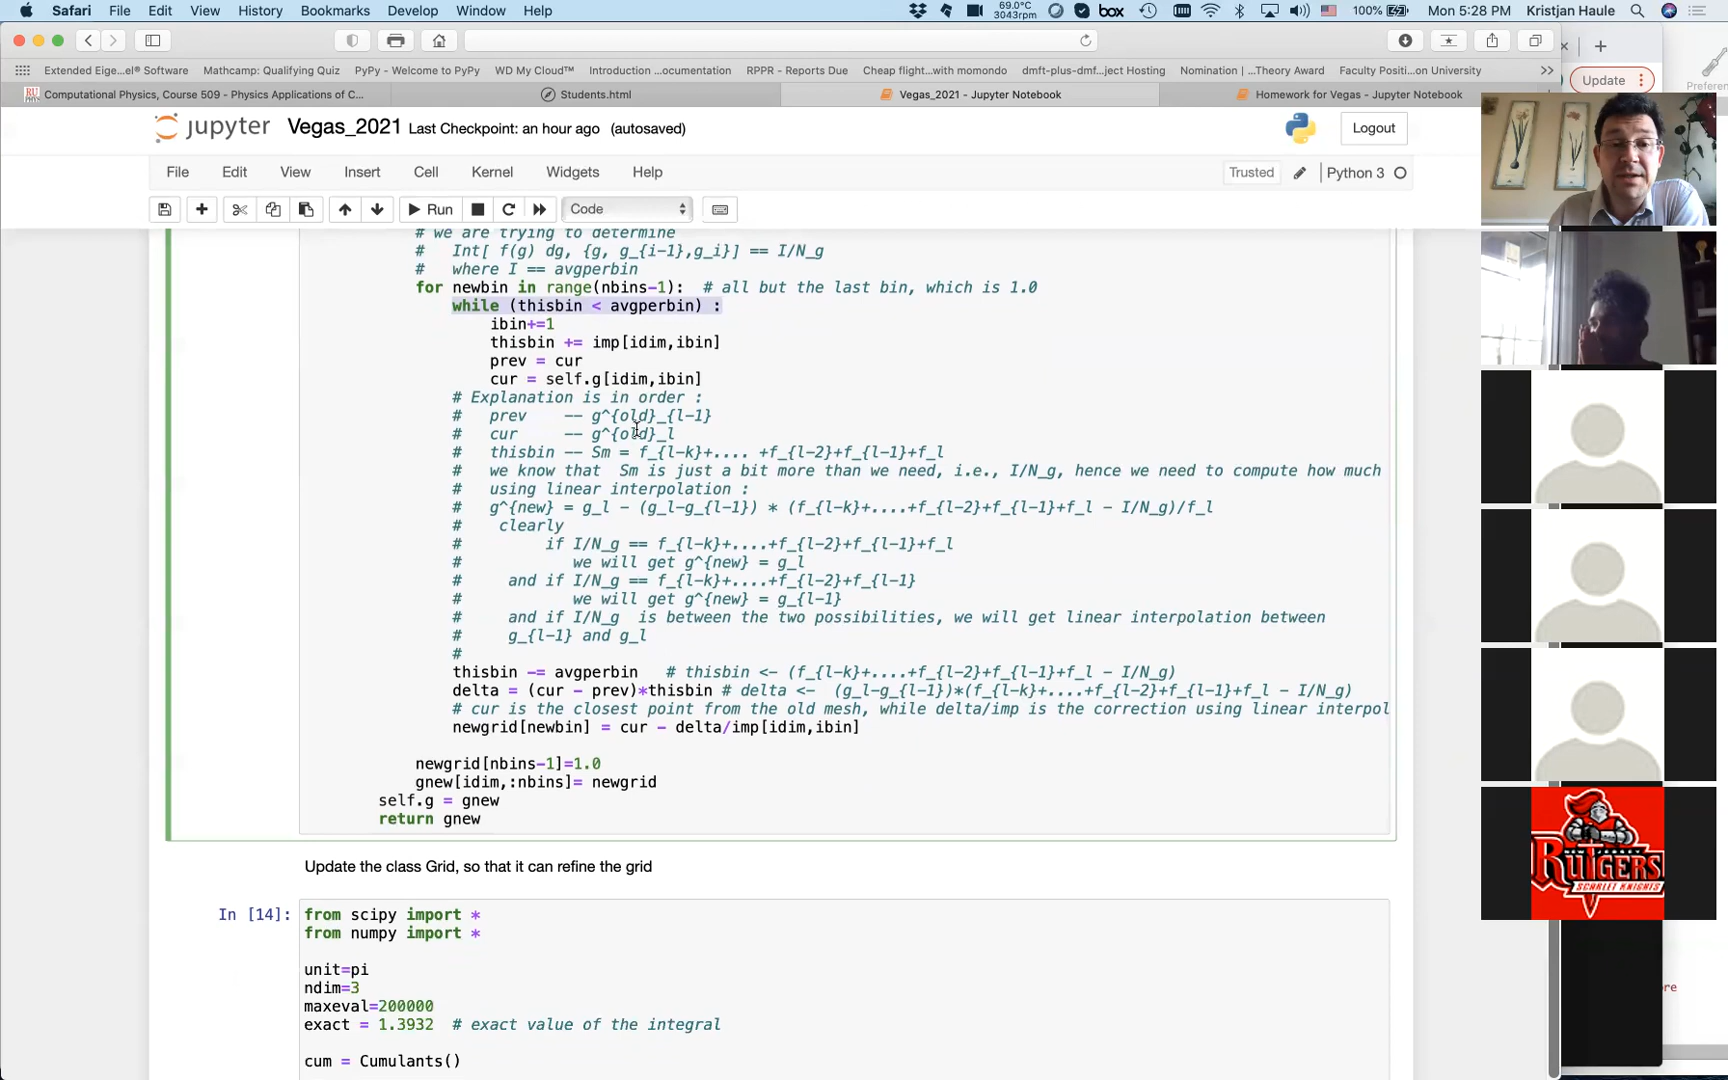 Safari File Edit View History Bookmarks Develop Window Help
69.0°C
3043rpm
box
100%
Mon 5:28 PM
Kristjan Haule
Extended Eige...el® Software Mathcamp: Qualifying Quiz PyPy - Welcome to PyPy WD My Cloud™ Introduction ...ocumentation RPPR - Reports Due Cheap flight...with momondo dmft-plus-dmf...ject Hosting Nomination | ...Theory Award Faculty Positi...on University
Update
Preferen
Computational Physics, Course 509 - Physics Applications of C...
Students.html
Vegas_2021 - Jupyter Notebook
Homework for Vegas - Jupyter Notebook
jupyter Vegas_2021 Last Checkpoint: an hour ago (autosaved)
Logout
File Edit View Insert Cell Kernel Widgets Help
Trusted
Python 3
Run
Code
# we are trying to determine
#   Int[ f(g) dg, {g, g_{i-1},g_i}] == I/N_g
#   where I == avgperbin
for newbin in range(nbins-1):  # all but the last bin, which is 1.0
while (thisbin < avgperbin) :
ibin+=1
thisbin += imp[idim,ibin]
prev = cur
cur = self.g[idim,ibin]
# Explanation is in order :
#   prev    -- g^{old}_{l-1}
#   cur     -- g^{old}_l
#   thisbin -- Sm = f_{l-k}+.... +f_{l-2}+f_{l-1}+f_l
#   we know that  Sm is just a bit more than we need, i.e., I/N_g, hence we need to compute how much
#   using linear interpolation :
#   g^{new} = g_l - (g_l-g_{l-1}) * (f_{l-k}+....+f_{l-2}+f_{l-1}+f_l - I/N_g)/f_l
#    clearly
#         if I/N_g == f_{l-k}+....+f_{l-2}+f_{l-1}+f_l
#            we will get g^{new} = g_l
#     and if I/N_g == f_{l-k}+....+f_{l-2}+f_{l-1}
#            we will get g^{new} = g_{l-1}
#     and if I/N_g  is between the two possibilities, we will get linear interpolation between
#     g_{l-1} and g_l
#
thisbin -= avgperbin   # thisbin <- (f_{l-k}+....+f_{l-2}+f_{l-1}+f_l - I/N_g)
delta = (cur - prev)*thisbin # delta <-  (g_l-g_{l-1})*(f_{l-k}+....+f_{l-2}+f_{l-1}+f_l - I/N_g)
# cur is the closest point from the old mesh, while delta/imp is the correction using linear interpol
newgrid[newbin] = cur - delta/imp[idim,ibin]
newgrid[nbins-1]=1.0
gnew[idim,:nbins]= newgrid
self.g = gnew
return gnew
Update the class Grid, so that it can refine the grid
In [14]:
from scipy import *
from numpy import *
unit=pi
ndim=3
maxeval=200000
exact = 1.3932  # exact value of the integral
cum = Cumulants()
RUTGERS
SCARLET KNIGHTS
re